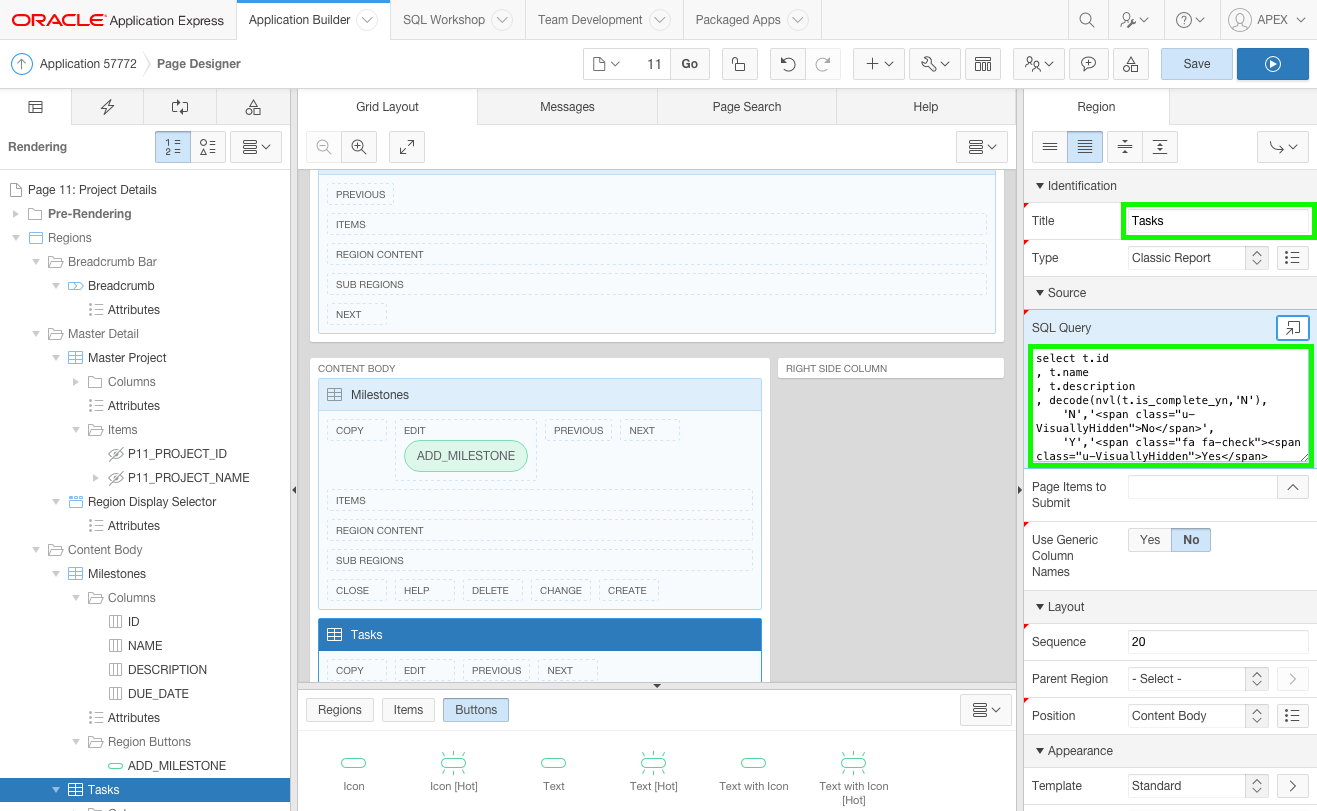 ORACLE Application Express
Application Builder
SQL Workshop
Team Development
Packaged Apps
APEX
Application 57772
Page Designer
11
Go
Save
Rendering
Page 11: Project Details
Pre-Rendering
Regions
Breadcrumb Bar
Breadcrumb
Attributes
Master Detail
Master Project
Columns
Attributes
Items
P11_PROJECT_ID
P11_PROJECT_NAME
Region Display Selector
Attributes
Content Body
Milestones
Columns
ID
NAME
DESCRIPTION
DUE_DATE
Attributes
Region Buttons
ADD_MILESTONE
Tasks
Grid Layout
Messages
Page Search
Help
PREVIOUS
ITEMS
REGION CONTENT
SUB REGIONS
NEXT
CONTENT BODY
Milestones
COPY
EDIT
ADD_MILESTONE
PREVIOUS
NEXT
ITEMS
REGION CONTENT
SUB REGIONS
CLOSE
HELP
DELETE
CHANGE
CREATE
Tasks
COPY
EDIT
PREVIOUS
NEXT
RIGHT SIDE COLUMN
Regions
Items
Buttons
Icon
Icon [Hot]
Text
Text [Hot]
Text with Icon
Text with Icon
[Hot]
Region
Identification
Title
Tasks
Type
Classic Report
Source
SQL Query
select t.id
, t.name
, t.description
, decode(nvl(t.is_complete_yn,'N'),
'N','<span class="u-
VisuallyHidden">No</span>',
'Y','<span class="fa fa-check"><span
class="u-VisuallyHidden">Yes</span>
Page Items to
Submit
Use Generic
Column
Names
Yes
No
Layout
Sequence
20
Parent Region
- Select -
Position
Content Body
Appearance
Template
Standard